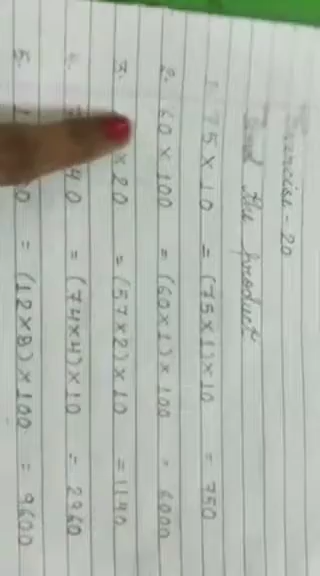 Exercise - 20
Find the product
1. 75 × 10 = (75×1)×10 = 750
2. 60 × 100 = (60×1)×100 = 6000
3. × 20 = (57×2)×10 = 1140
4. 40 = (74×4)×10 = 2960
5. 1 0 = (12×8)×100 = 9600